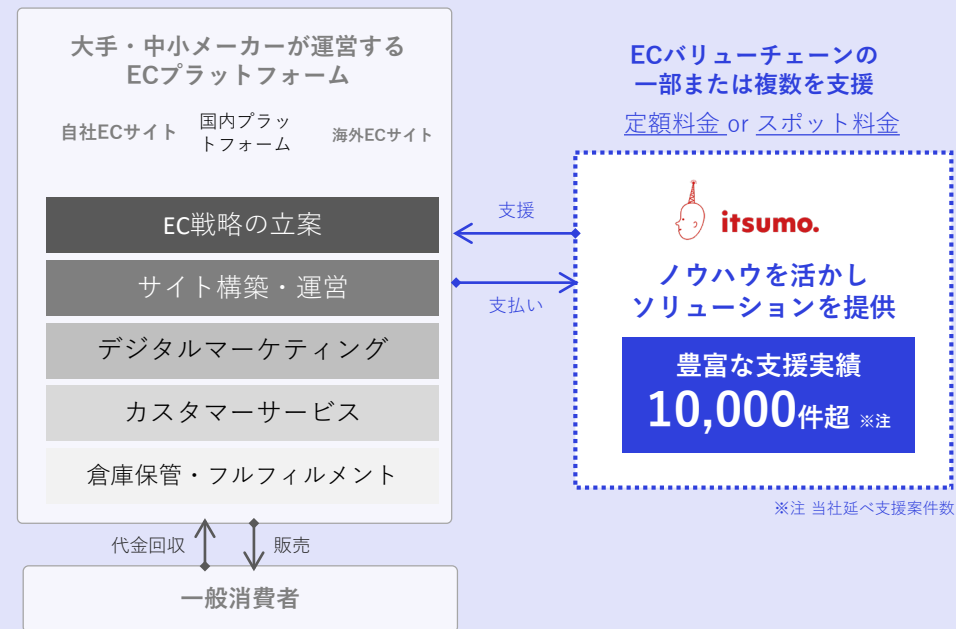 大手・中小メーカーが運営する
ECプラットフォーム
自社ECサイト
国内プラッ
トフォーム
海外ECサイト
EC戦略の立案
サイト構築・運営
デジタルマーケティング
カスタマーサービス
倉庫保管・フルフィルメント
代金回収
販売
一般消費者
支援
支払い
ECバリューチェーンの
一部または複数を支援
定額料金 or スポット料金
itsumo.
ノウハウを活かし
ソリューションを提供
豊富な支援実績
10,000件超 ※注
※注 当社延べ支援案件数